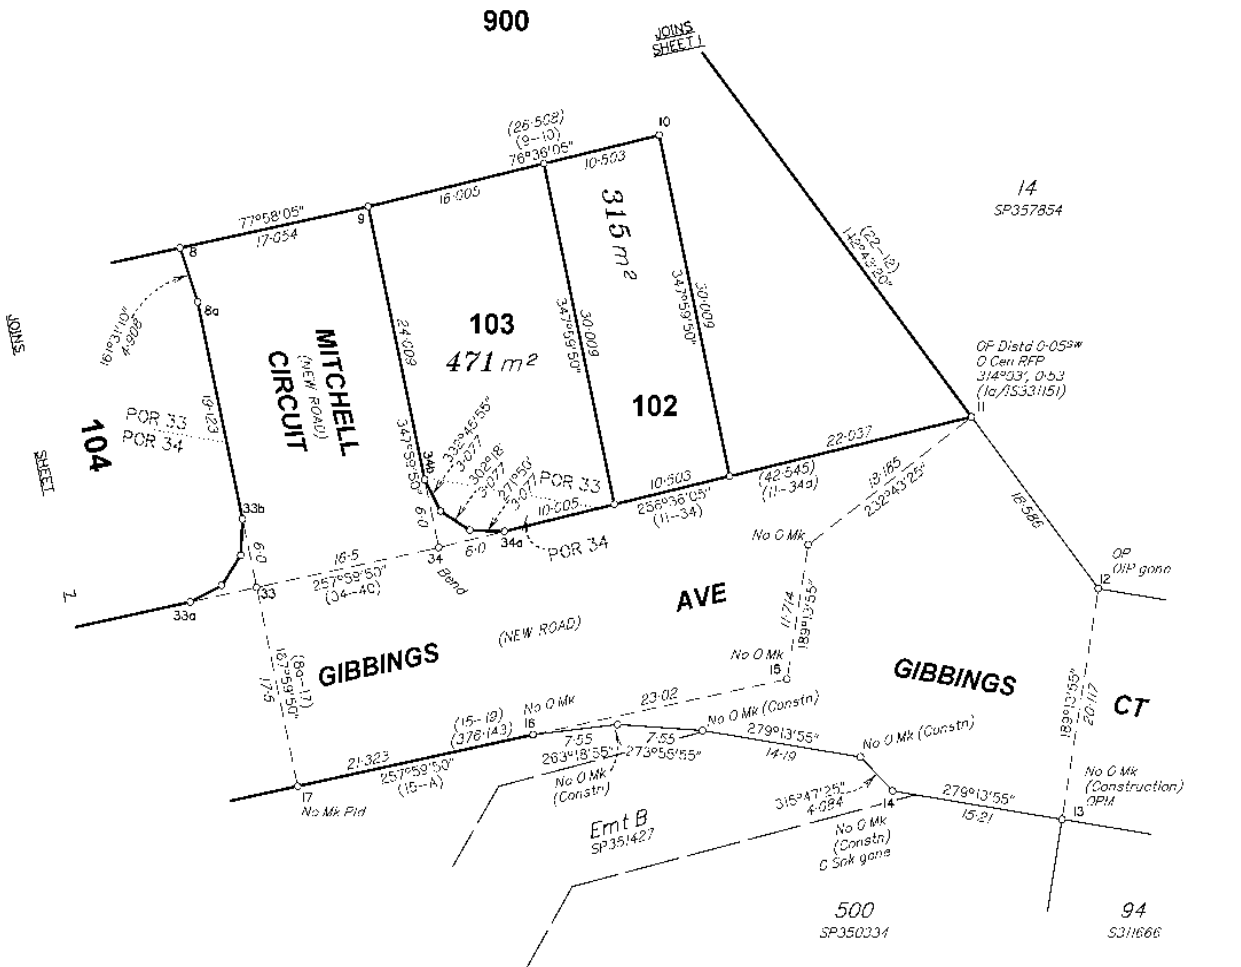 900
JOINS
SHEET 1
(26·508)
(9-10)
76°36'05"
10
10·503
16·005
77°58'05"
17·054
9
8
8a
161°31'10"
4·908
14
SP357854
(22-12)
142°43'20"
315 m²
347°59'50"
30·009
347°59'50"
30·009
103
471 m²
102
24·009
347°59'50"
MITCHELL
(NEW ROAD)
CIRCUIT
JOINS
SHEET
104
19·123
POR 33
POR 34
OP Distd 0·05sw
O Cen RFP
314°03', 0·53
(1a/IS331151)
11
22·037
(42·545)
(11-34a)
10·503
256°36'05"
(11-34)
34b
332°45'55"
3·077
302°18'
3·077
271°50'
3·077
POR 33
10·005
POR 34
34a
6·0
6·0
34
Bend
16·5
257°59'50"
(34-40)
33b
6·0
33
33a
2
18·185
232°43'25"
18·586
No O Mk
OP
OIP gone
12
11·714
189°13'55"
No O Mk
15
AVE
(NEW ROAD)
GIBBINGS
GIBBINGS
CT
189°13'55"
20·117
(8a-17)
167°59'50"
17·5
No O Mk
16
23·02
(15-19)
(376·143)
21·323
257°59'50"
(15-A)
17
No Mk Pld
7·55
263°18'55"
7·55
273°55'55"
No O Mk
(Constn)
No O Mk (Constn)
279°13'55"
14·19
No O Mk (Constn)
315°47'25"
4·084
14
No O Mk
(Constn)
O Spk gone
279°13'55"
15·21
13
No O Mk
(Construction)
OPM
Emt B
SP351427
500
SP350334
94
S311666